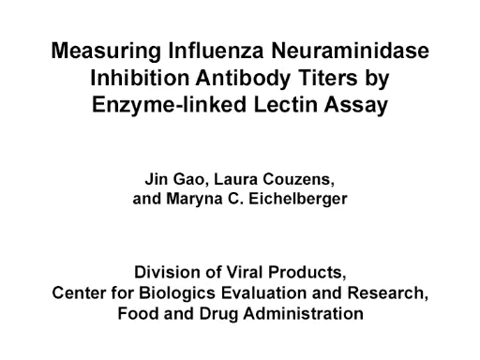 Measuring Influenza Neuraminidase
Inhibition Antibody Titers by
Enzyme-linked Lectin Assay
Jin Gao, Laura Couzens,
and Maryna C. Eichelberger
Division of Viral Products,
Center for Biologics Evaluation and Research,
Food and Drug Administration